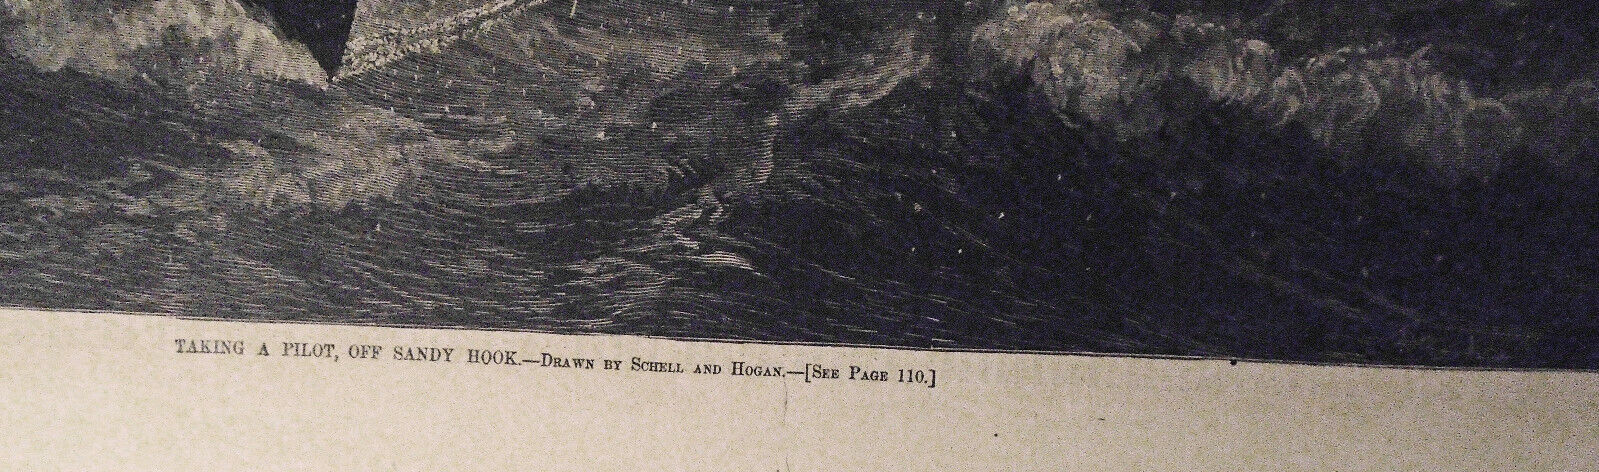 TAKING A PILOT, OFF SANDY HOOK.—Drawn by Schell and Hogan.—[See Page 110.]